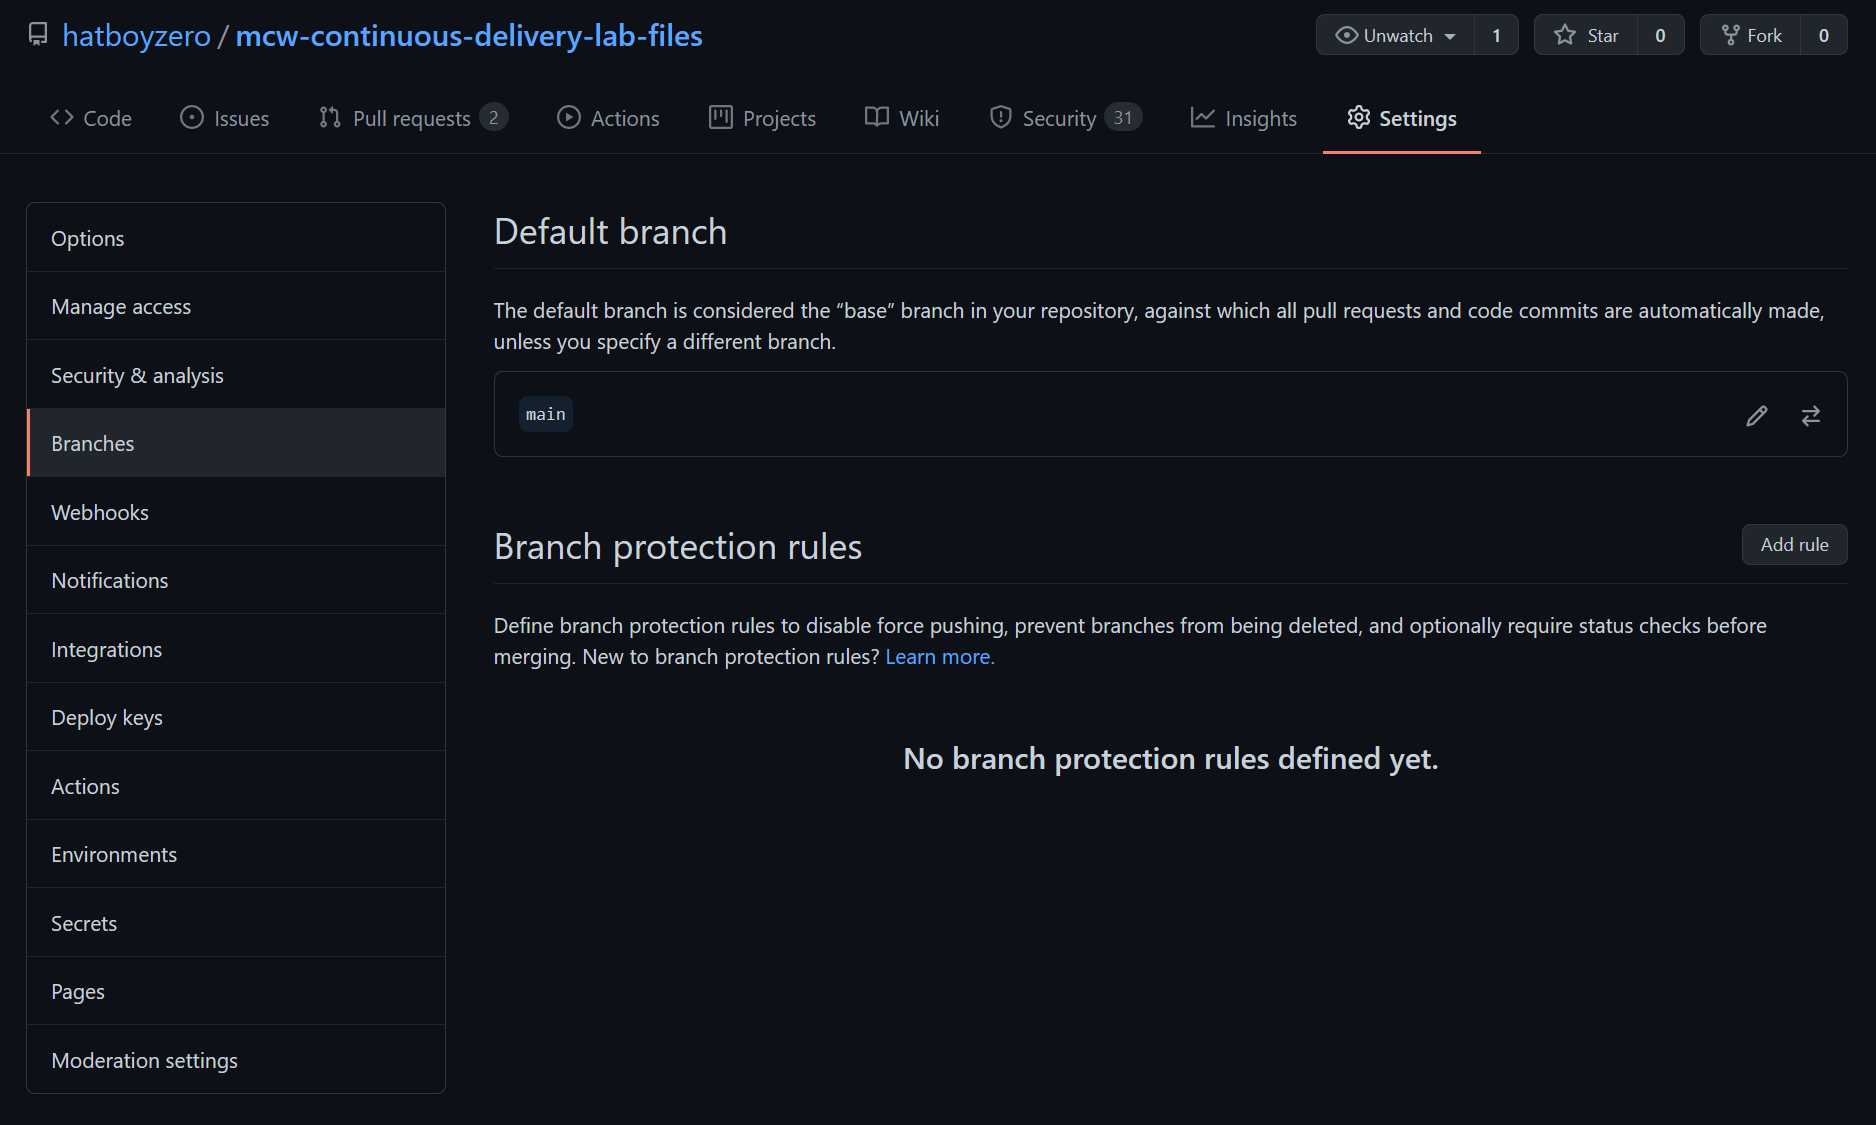 hatboyzero / mcw-continuous-delivery-lab-files
Unwatch 1 Star 0 Fork 0
Code Issues Pull requests 2 Actions Projects Wiki Security 31 Insights Settings
Options
Manage access
Security & analysis
Branches
Webhooks
Notifications
Integrations
Deploy keys
Actions
Environments
Secrets
Pages
Moderation settings
Default branch
The default branch is considered the “base” branch in your repository, against which all pull requests and code commits are automatically made,
unless you specify a different branch.
main
Branch protection rules
Add rule
Define branch protection rules to disable force pushing, prevent branches from being deleted, and optionally require status checks before
merging. New to branch protection rules? Learn more.
No branch protection rules defined yet.